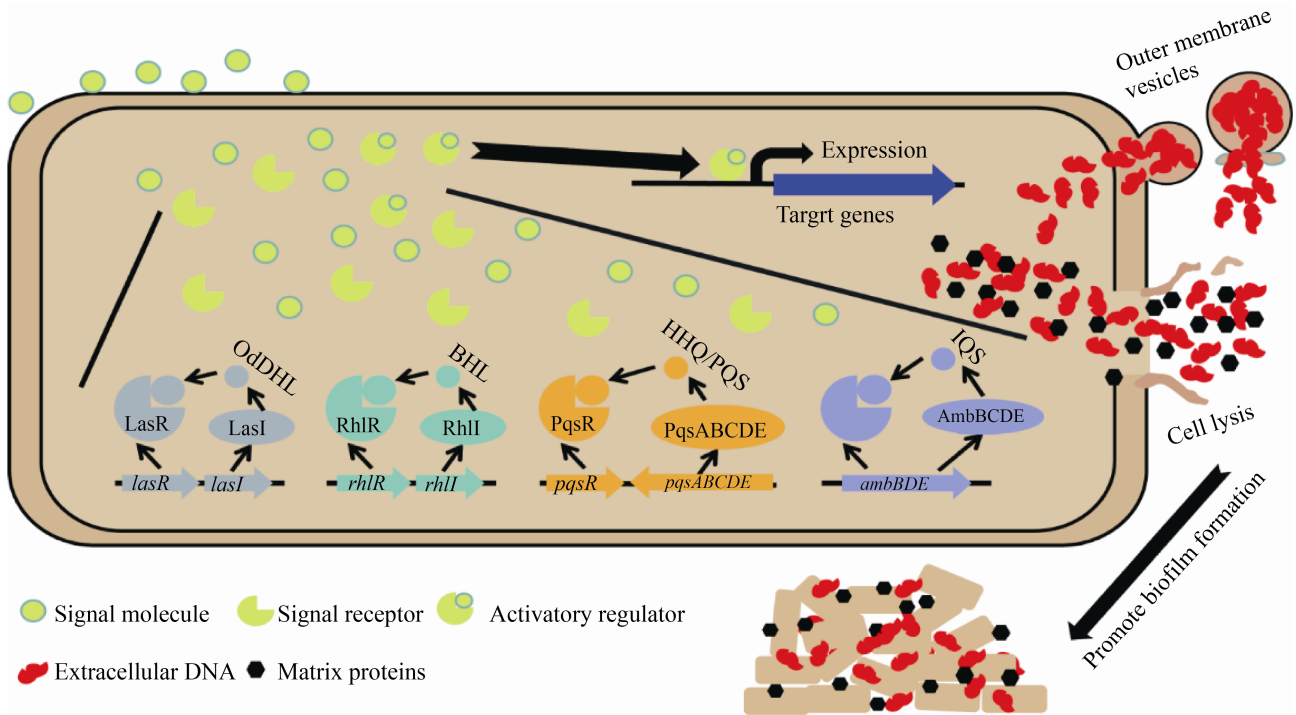 Outer membrane
vesicles
Expression
Targrt genes
OdDHL
BHL
HHQ/PQS
IQS
LasR
LasI
RhlR
RhlI
PqsR
PqsABCDE
AmbBCDE
lasR
lasI
rhlR
rhlI
pqsR
pqsABCDE
ambBDE
Cell lysis
Promote biofilm formation
Signal molecule
Signal receptor
Activatory regulator
Extracellular DNA
Matrix proteins